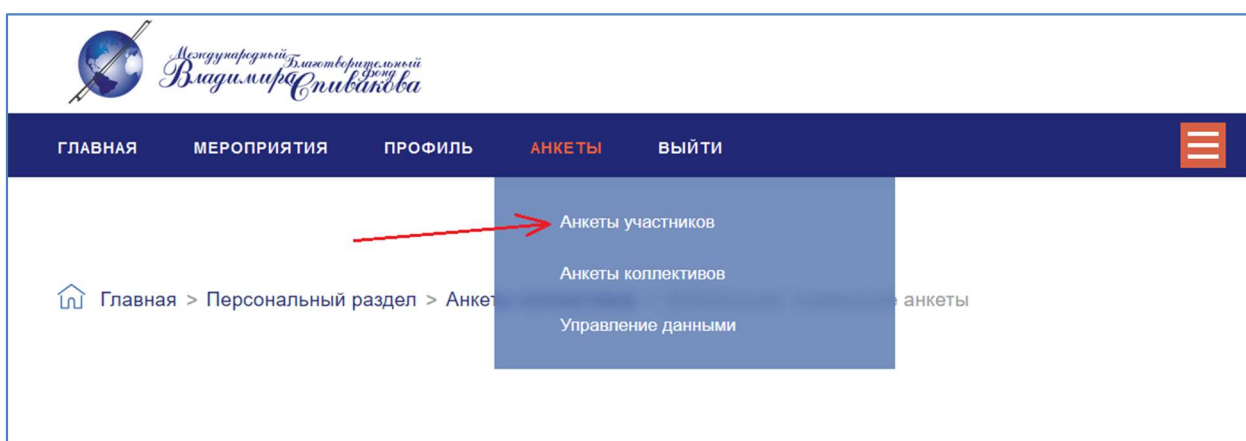 Международный Благотворительный
фонд
Владимира Спивакова
ГЛАВНАЯ МЕРОПРИЯТИЯ ПРОФИЛЬ АНКЕТЫ ВЫЙТИ
Анкеты участников
Анкеты коллективов
Главная > Персональный раздел > Анкеты анкеты
Управление данными